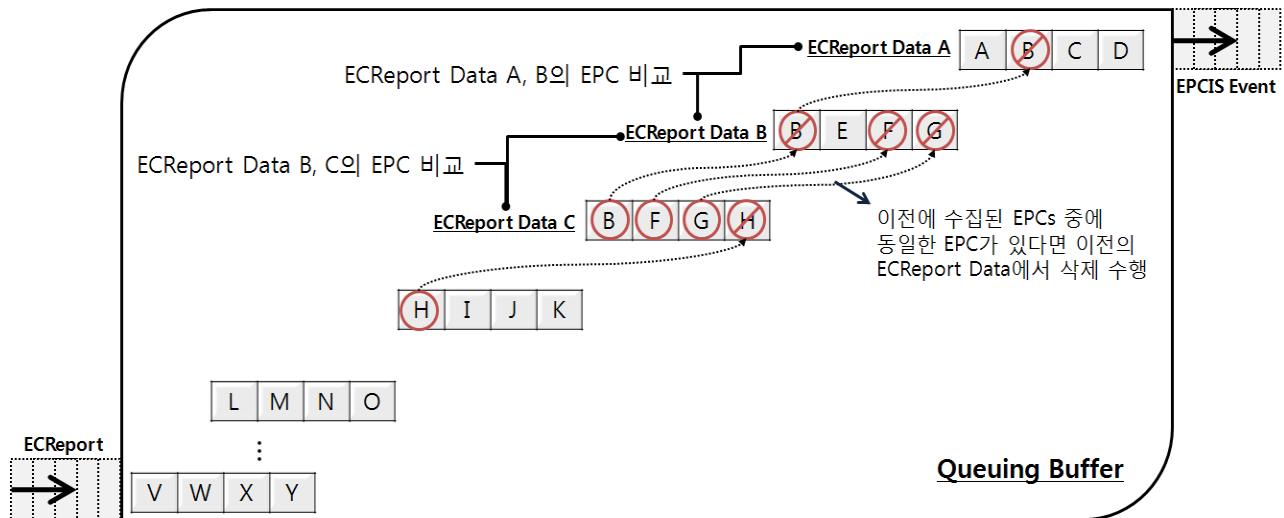 ECReport Data A
A B C D
EPCIS Event
ECReport Data A, B의 EPC 비교
ECReport Data B
B E F G
ECReport Data B, C의 EPC 비교
ECReport Data C
B F G H
이전에 수집된 EPCs 중에
동일한 EPC가 있다면 이전의
ECReport Data에서 삭제 수행
H I J K
L M N O
⋮
ECReport
V W X Y
Queuing Buffer